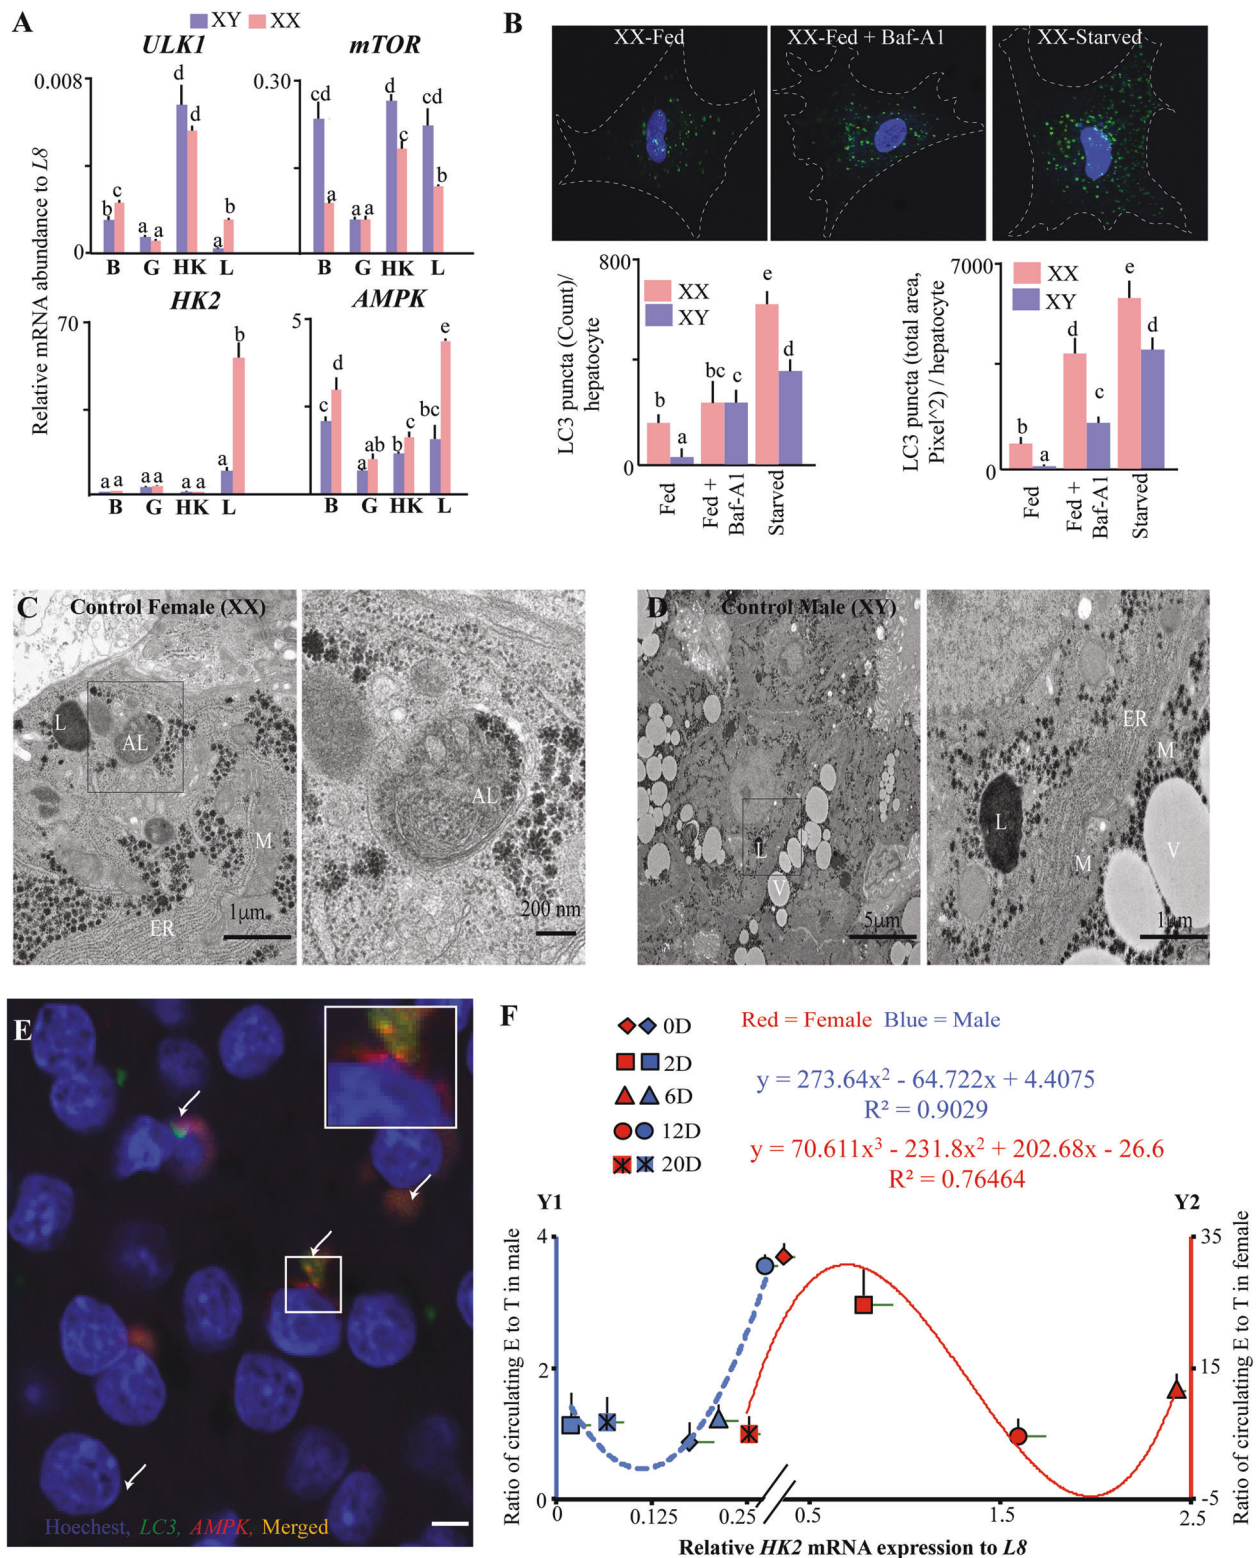 A
XY XX
ULK1 mTOR
Relative mRNA abundance to L8
0.008
0
b c a a d d a b
B G HK L
0.30
cd a a a d c cd b
B G HK L
HK2 AMPK
70
a a a a a a a b
B G HK L
5
c d a ab b c bc e
B G HK L
B
XX-Fed
XX-Fed + Baf-A1
XX-Starved
800
0
LC3 puncta (Count)/
hepatocyte
XX
XY
b a bc c e d
Fed
Fed +
Baf-A1
Starved
7000
0
LC3 puncta (total area,
Pixel^2) / hepatocyte
XX
XY
b a d c e d
Fed
Fed +
Baf-A1
Starved
C Control Female (XX)
L
AL
M
ER
1μm
AL
200 nm
D Control Male (XY)
L
V
5μm
ER
M
L
M
V
1μm
E
Hoechest, LC3, AMPK, Merged
F
0D
2D
6D
12D
20D
Red = Female Blue = Male
y = 273.64x² - 64.722x + 4.4075
R² = 0.9029
y = 70.611x³ - 231.8x² + 202.68x - 26.6
R² = 0.76464
Y1
Y2
Ratio of circulating E to T in male
4
2
0
Ratio of circulating E to T in female
35
15
-5
0 0.125 0.25 0.5 1.5 2.5
Relative HK2 mRNA expression to L8